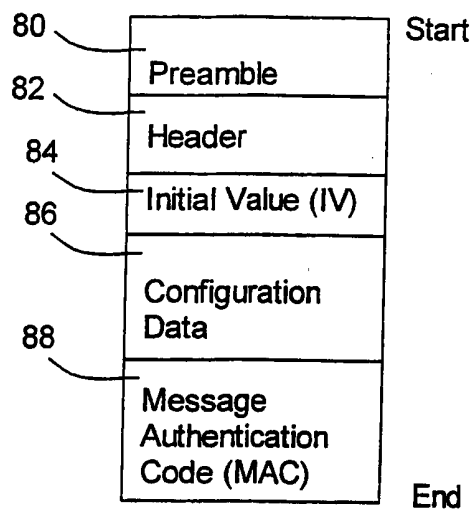 80
Start
Preamble
82
Header
84
Initial Value (IV)
86
Configuration
Data
88
Message
Authentication
Code (MAC)
End